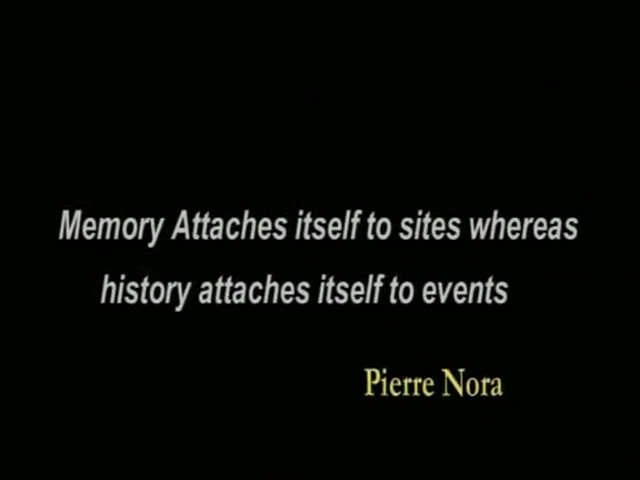 Memory Attaches itself to sites whereas
history attaches itself to events
Pierre Nora